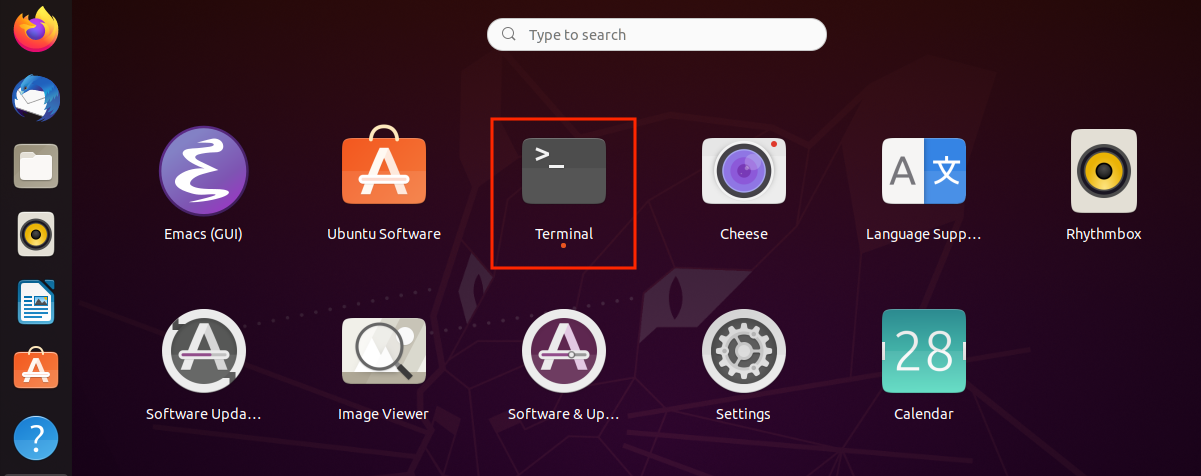 Type to search
Emacs (GUI)
Ubuntu Software
>_
Terminal
Cheese
A 文
Language Supp…
Rhythmbox
Software Upda…
Image Viewer
Software & Up…
Settings
28
Calendar
?